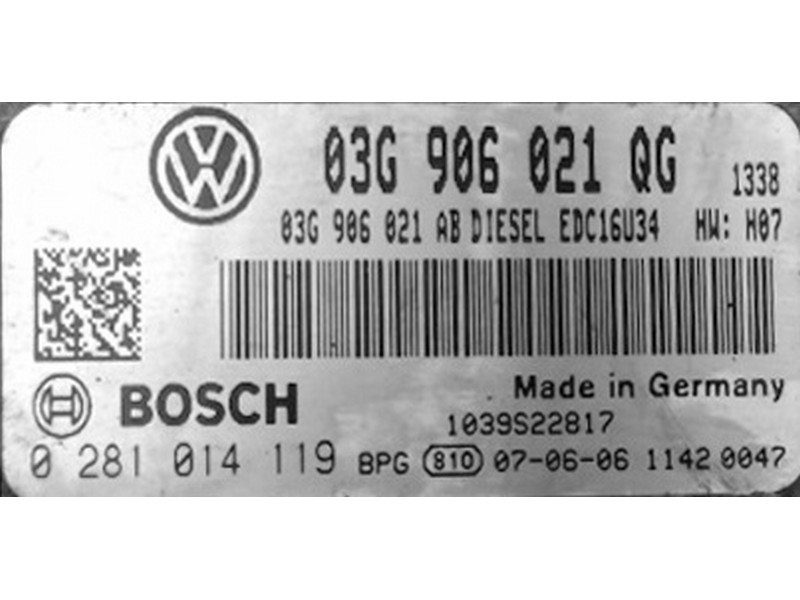 03G 906 021 QG 1338
03G 906 021 AB DIESEL EDC16U34 HW: H07
BOSCH Made in Germany
1039S22817
0 281 014 119 BPG 810 07-06-06 1142 0047